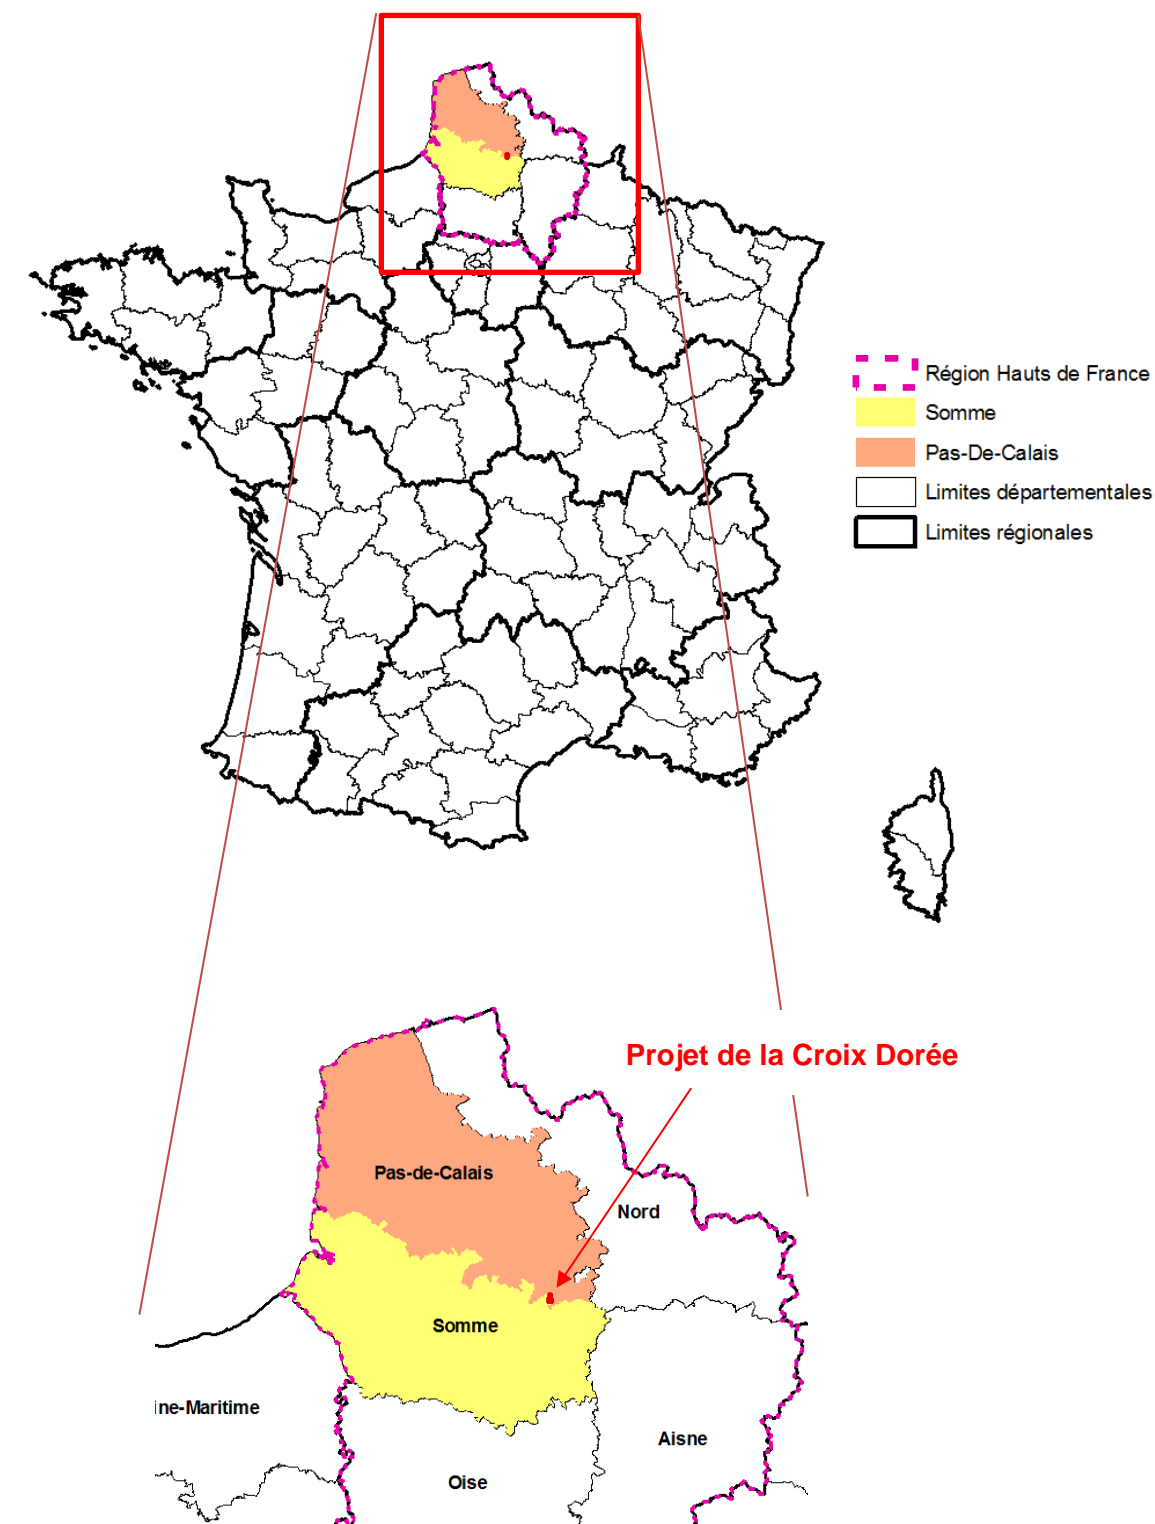 Région Hauts de France
Somme
Pas-De-Calais
Limites départementales
Limites régionales
Projet de la Croix Dorée
Pas-de-Calais
Nord
Somme
ine-Maritime
Aisne
Oise